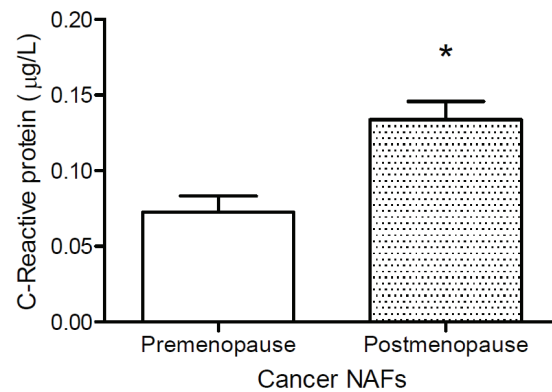 C-Reactive protein ( μg/L)
0.20
0.15
0.10
0.05
0.00
*
Premenopause Postmenopause
Cancer NAFs